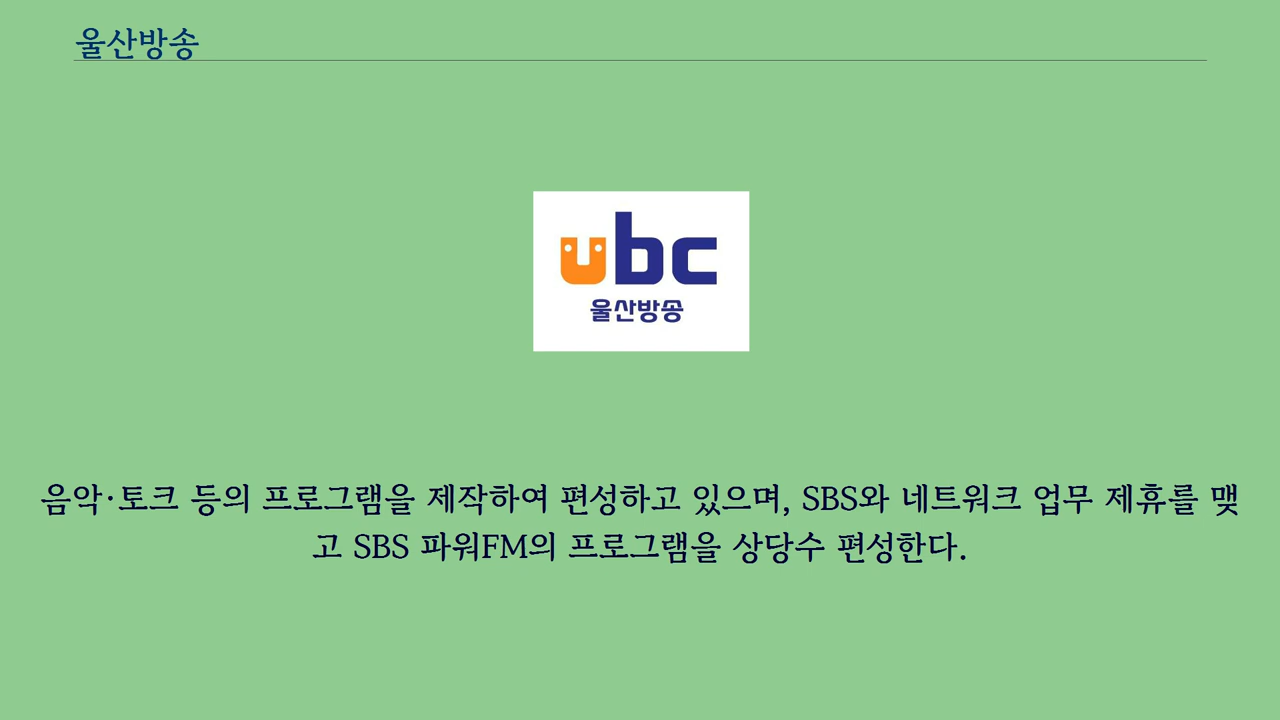 울산방송
ubc
울산방송
음악·토크 등의 프로그램을 제작하여 편성하고 있으며, SBS와 네트워크 업무 제휴를 맺
고 SBS 파워FM의 프로그램을 상당수 편성한다.